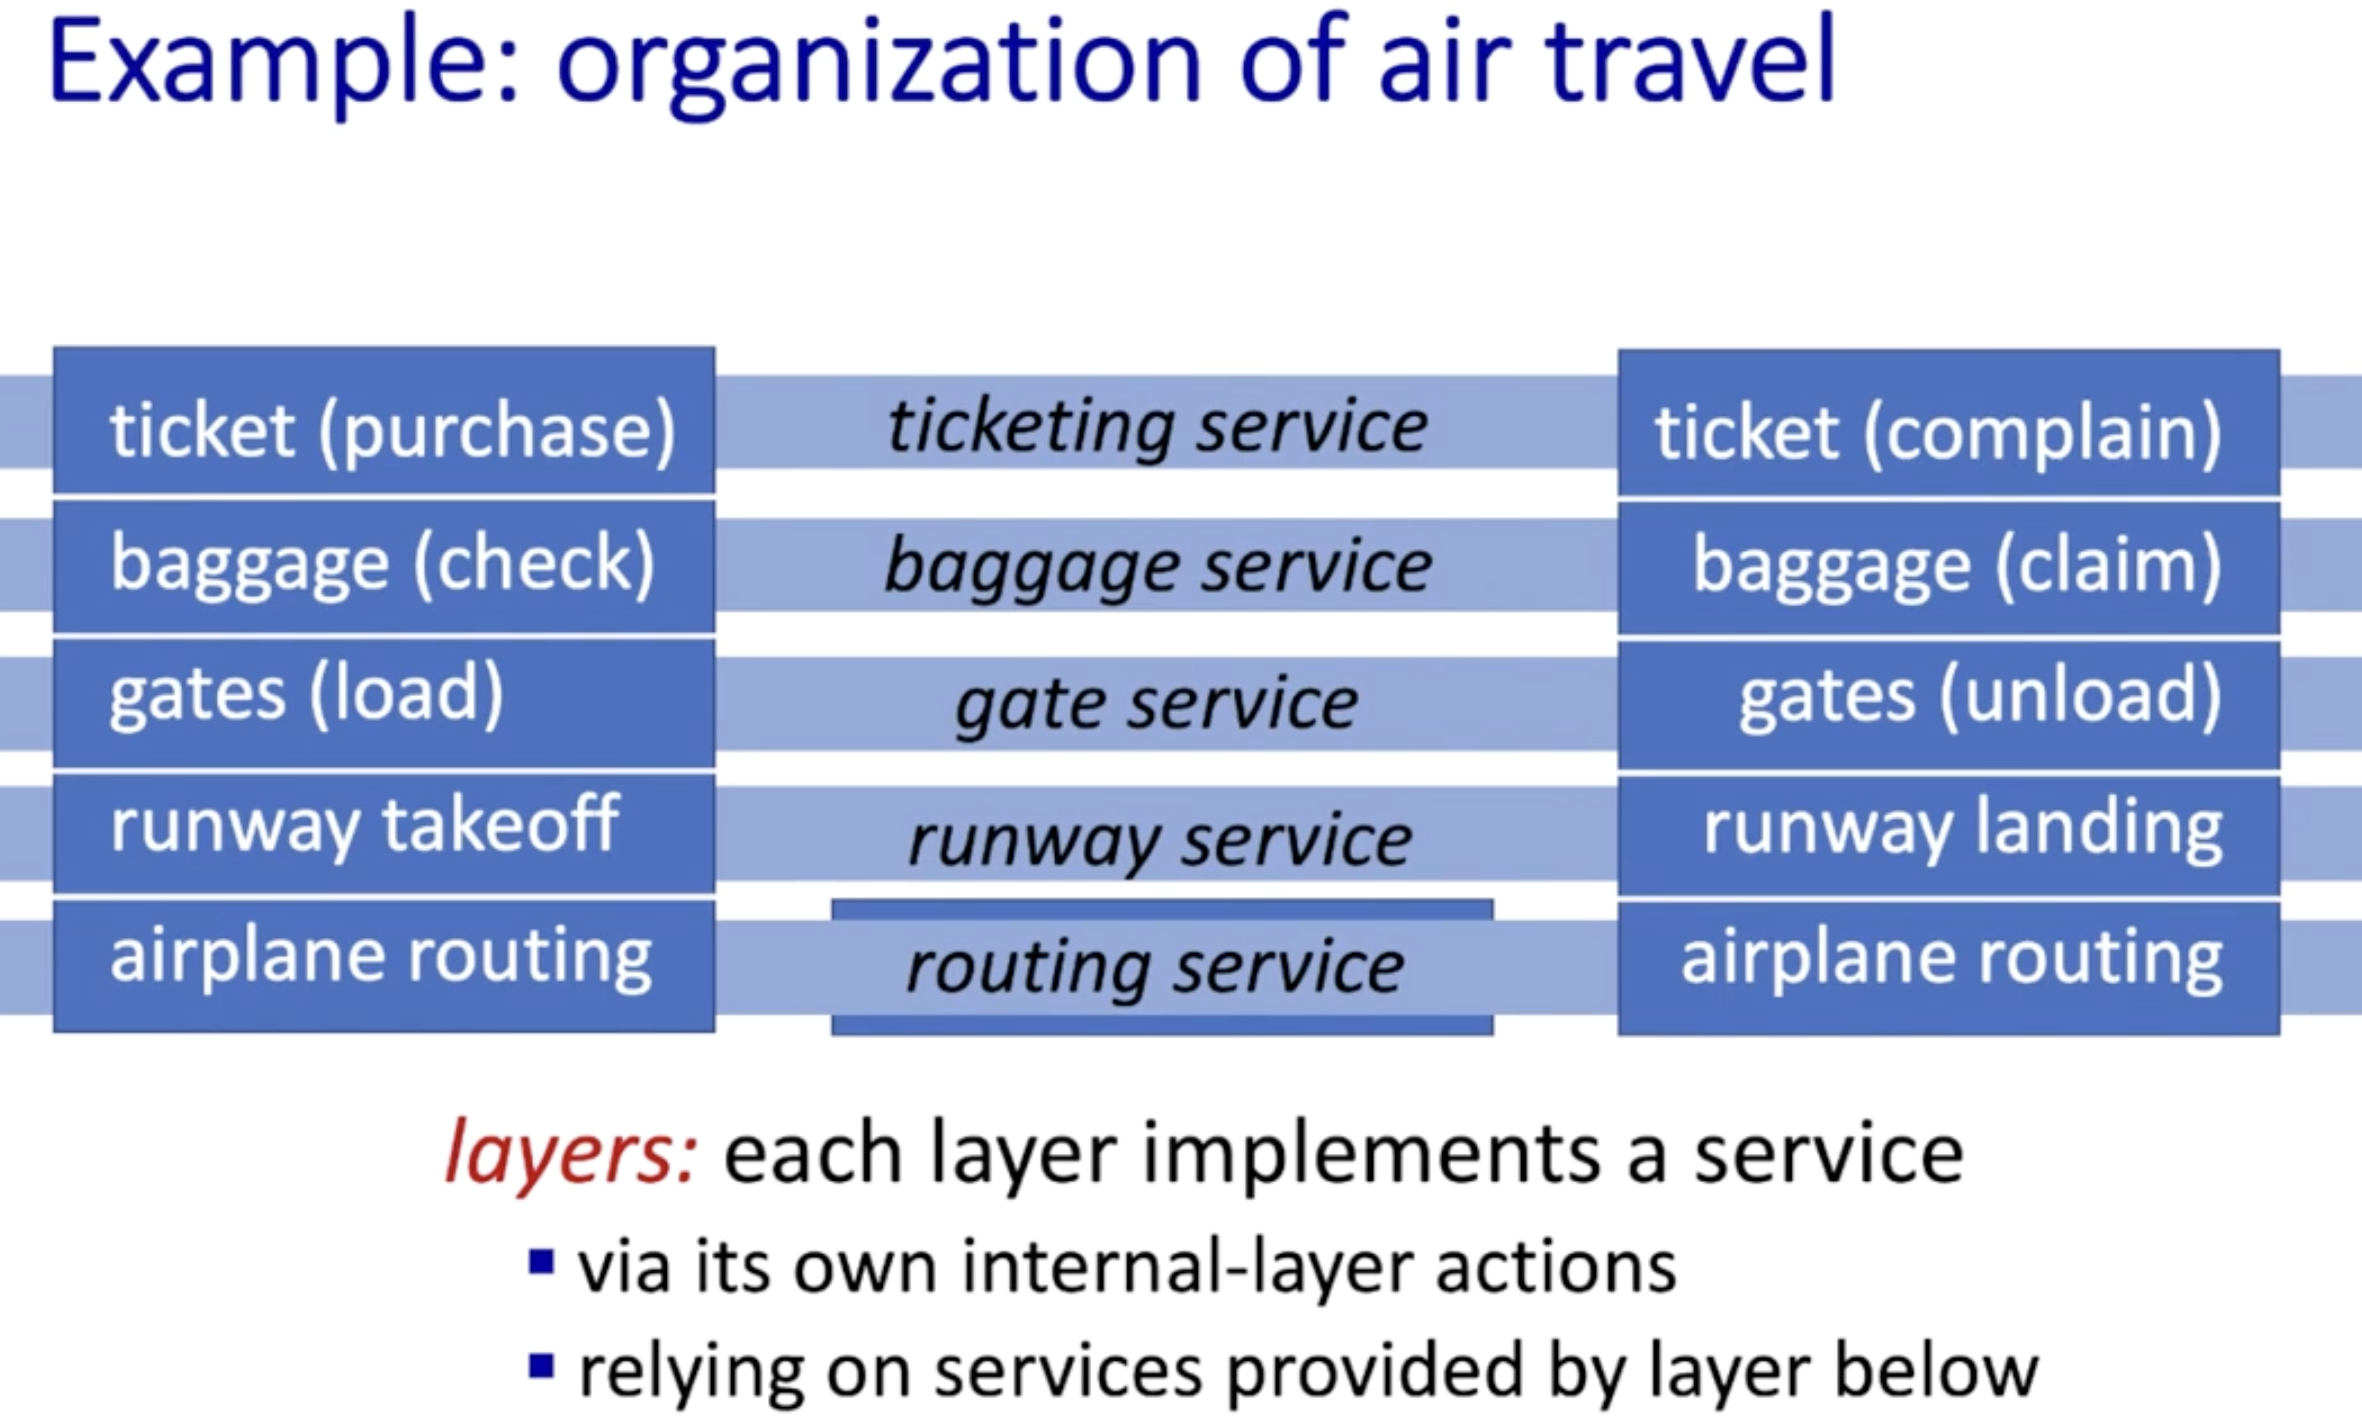 Example: organization of air travel
ticket (purchase) ticketing service ticket (complain)
baggage (check) baggage service baggage (claim)
gates (load) gate service gates (unload)
runway takeoff runway service runway landing
airplane routing routing service airplane routing
layers: each layer implements a service
▪ via its own internal-layer actions
▪ relying on services provided by layer below